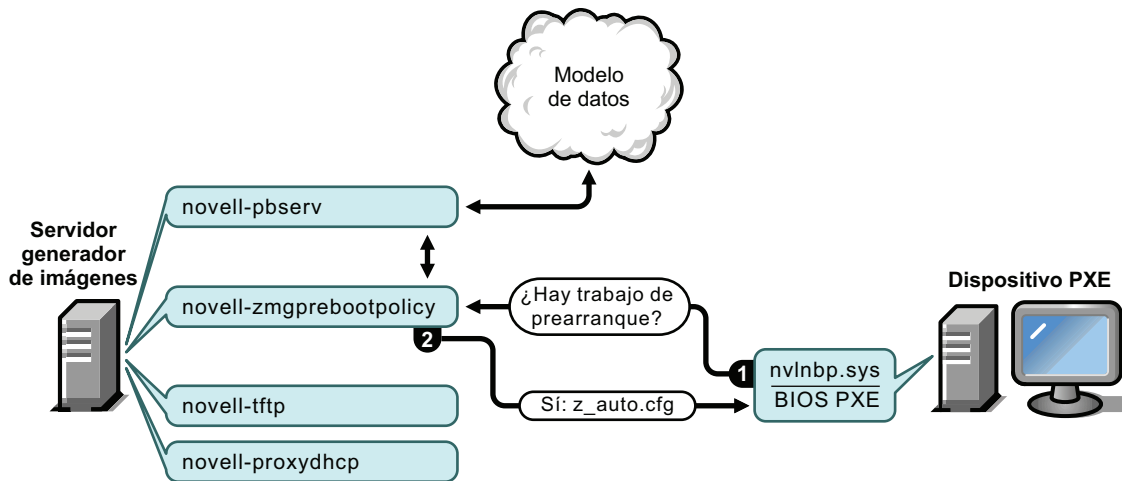 Modelo
de datos
novell-pbserv
Servidor
generador
de imágenes
novell-zmgprebootpolicy
2
¿Hay trabajo de
prearranque?
Dispositivo PXE
1
nvlnbp.sys
BIOS PXE
Sí: z_auto.cfg
novell-tftp
novell-proxydhcp